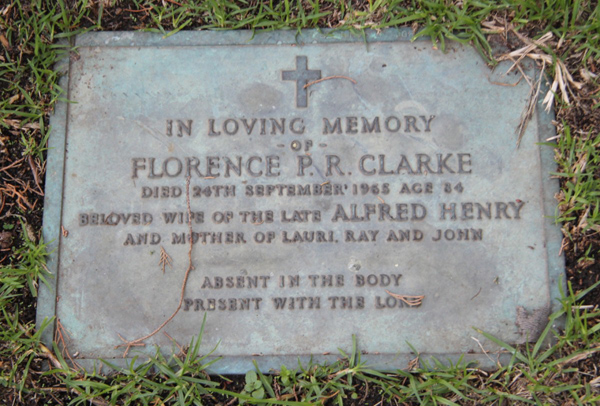 IN LOVING MEMORY
- OF -
FLORENCE P. R. CLARKE
DIED 24TH SEPTEMBER 1965 AGE 84
BELOVED WIFE OF THE LATE ALFRED HENRY
AND MOTHER OF LAURI, RAY AND JOHN
ABSENT IN THE BODY
PRESENT WITH THE LORD